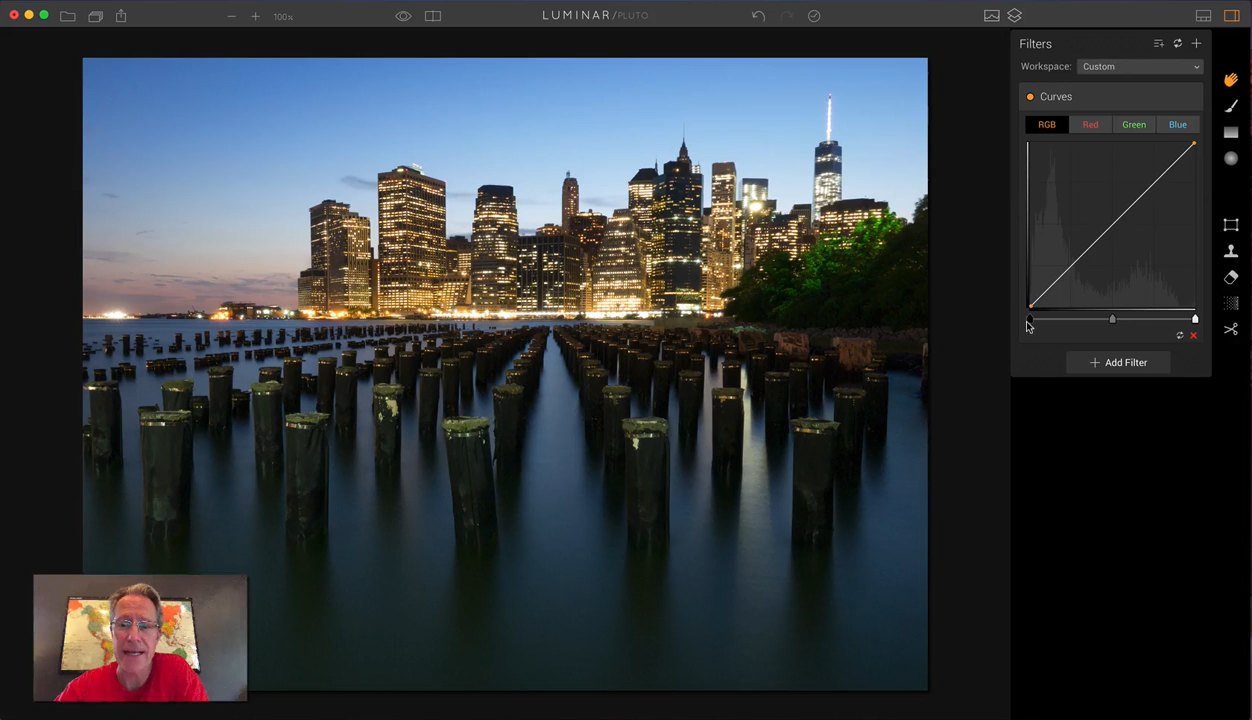 100%
LUMINAR/PLUTO
Filters
Workspace: Custom
Curves
RGB Red Green Blue
Add Filter